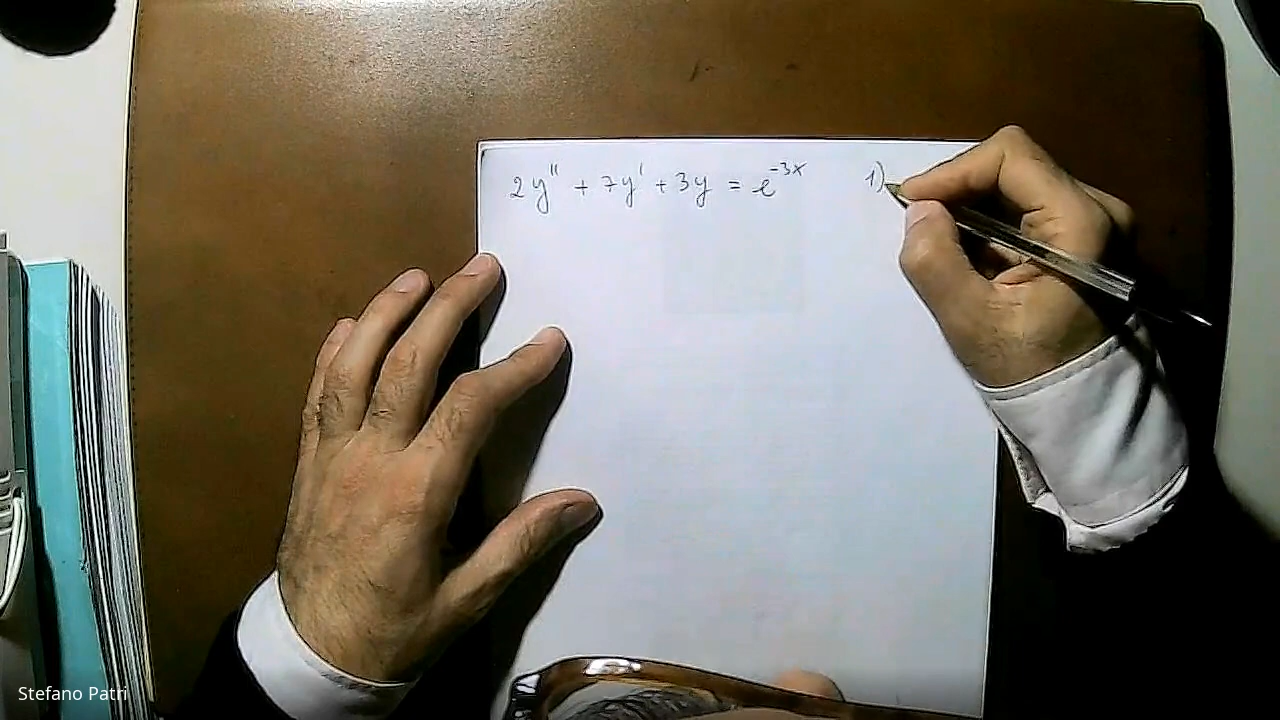 2y'' + 7y' + 3y = e^{-3x} 1)
Stefano Patri